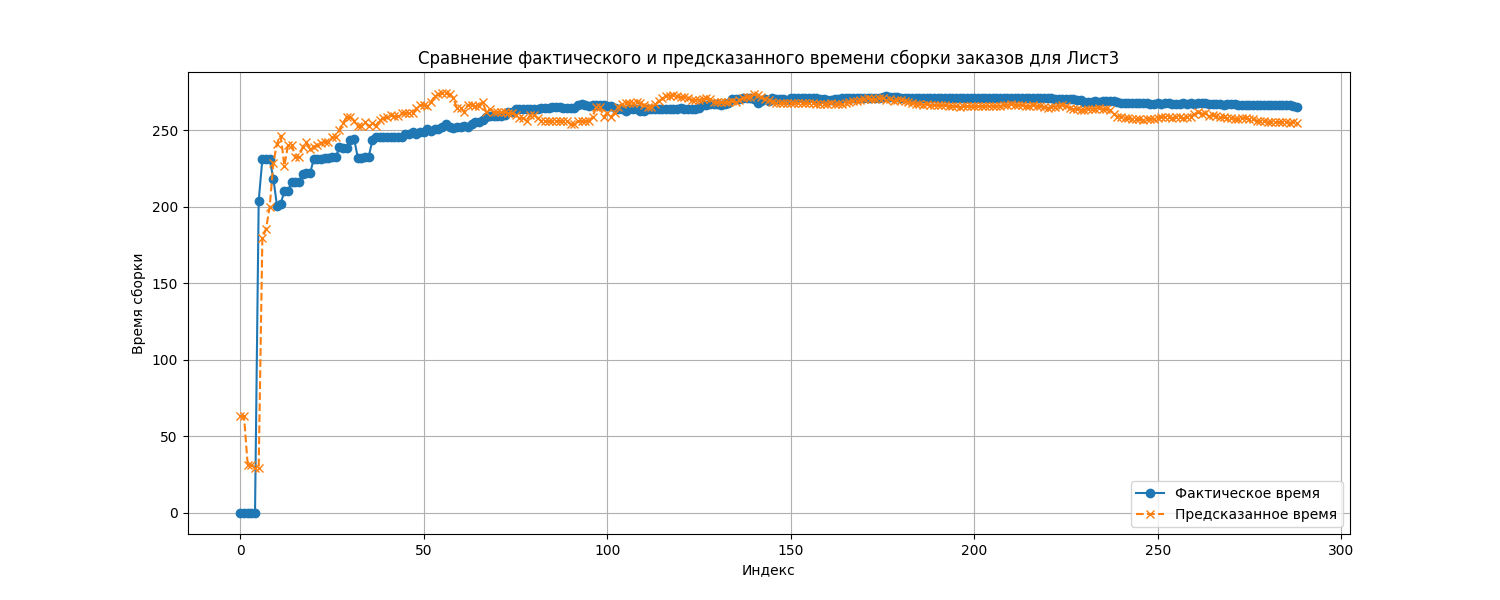 Сравнение фактического и предсказанного времени сборки заказов для Лист3
Время сборки
250
200
150
100
50
0
0 50 100 150 200 250 300
Индекс
Фактическое время
Предсказанное время